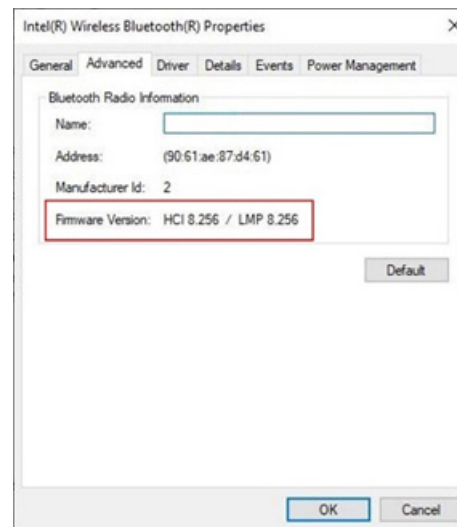 Intel(R) Wireless Bluetooth(R) Properties
General Advanced Driver Details Events Power Management
Bluetooth Radio Information
Name:
Address: (90:61:ae:87:d4:61)
Manufacturer Id: 2
Firmware Version: HCI 8.256 / LMP 8.256
Default
OK Cancel